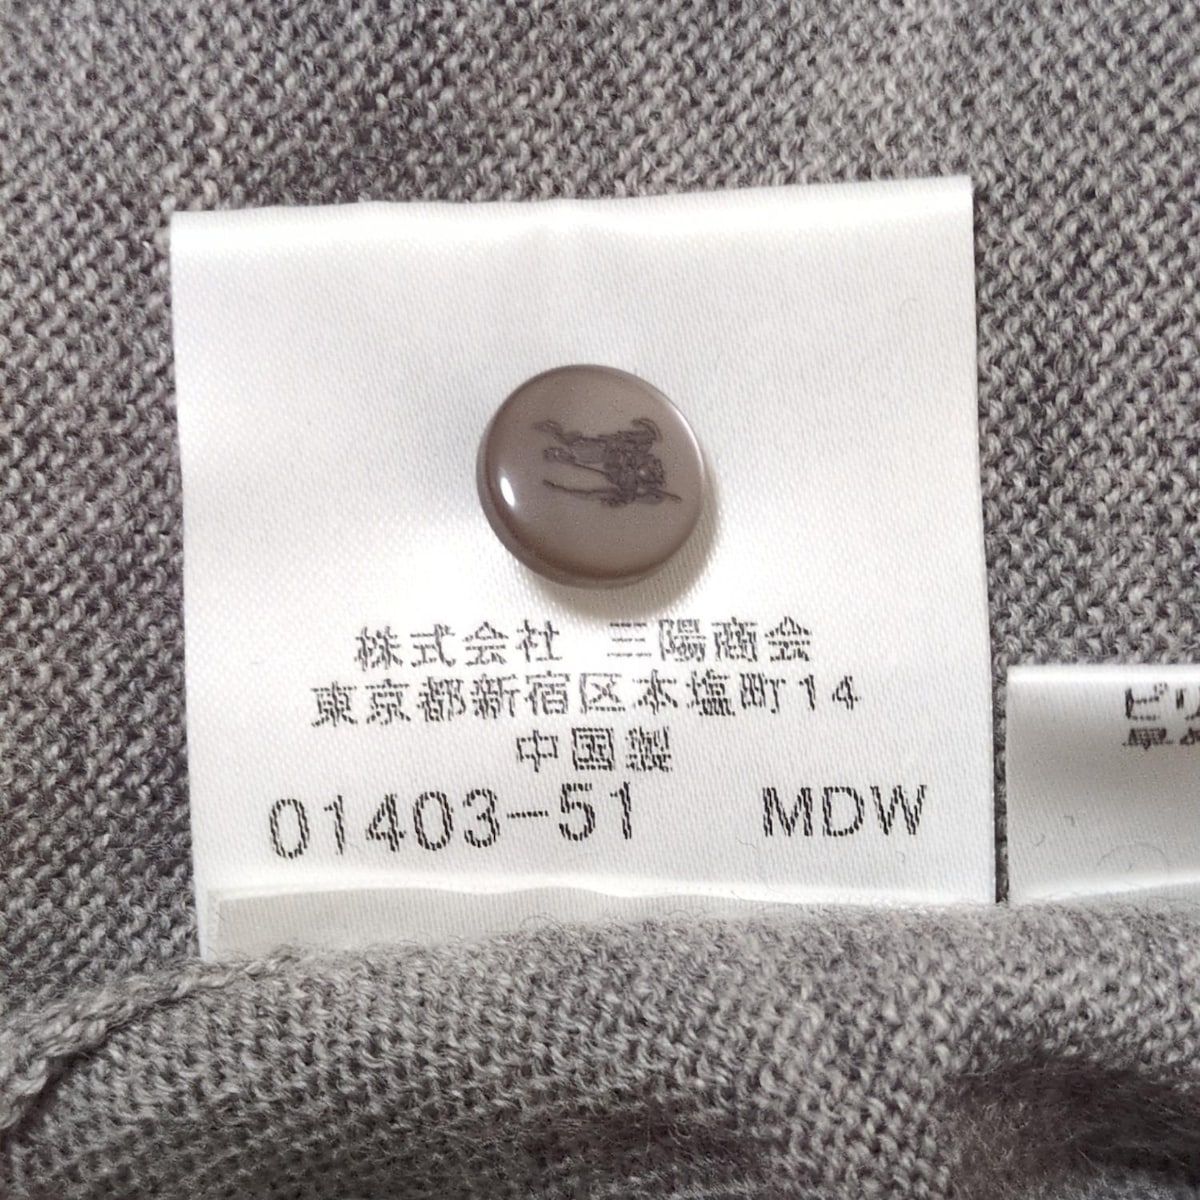 株式会社 三陽商会
東京都新宿区本塩町14
中国製
01403-51 MDW